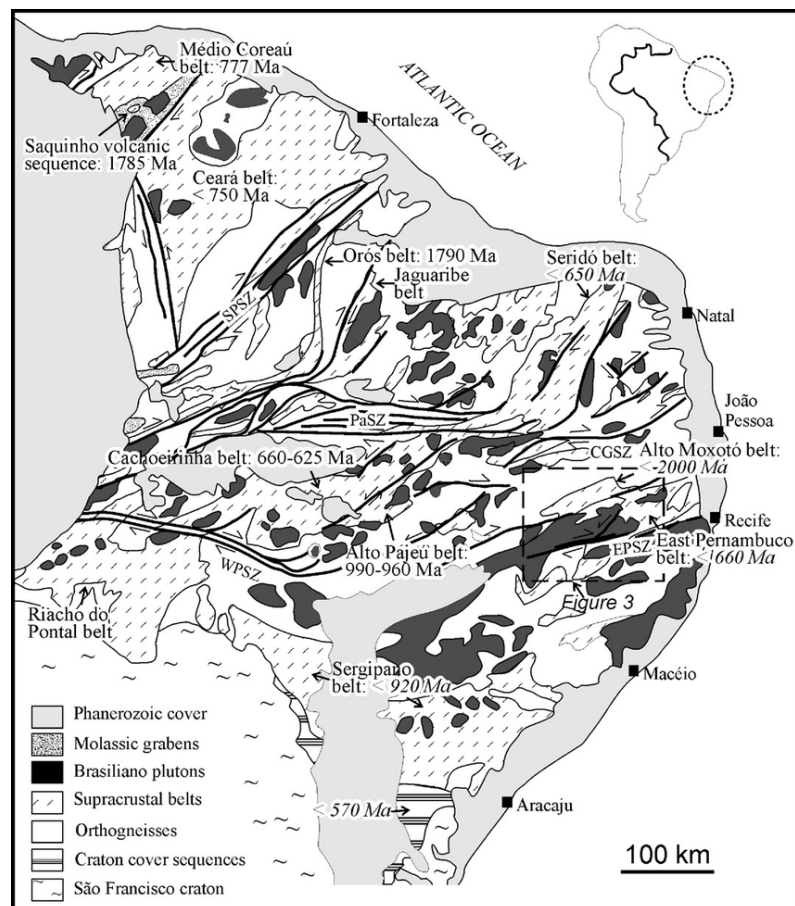 Médio Coreaú
belt: 777 Ma
ATLANTIC OCEAN
Fortaleza
Saquinho volcanic
sequence: 1785 Ma
Ceará belt:
< 750 Ma
Orós belt: 1790 Ma
Jaguaribe
belt
Seridó belt:
< 650 Ma
SPSZ
Natal
João
Pessoa
PaSZ
CGSZ
Alto Moxotó belt:
< 2000 Ma
Cachoeirinha belt: 660-625 Ma
Recife
EPSZ
East Pernambuco
belt: < 660 Ma
Alto Pajeú belt:
990-960 Ma
WPSZ
Figure 3
Riacho do
Pontal belt
Sergipano
belt: < 920 Ma
Macéio
Phanerozoic cover
Molassic grabens
Brasiliano plutons
Supracrustal belts
< 570 Ma
Aracaju
Orthogneisses
Craton cover sequences
São Francisco craton
100 km